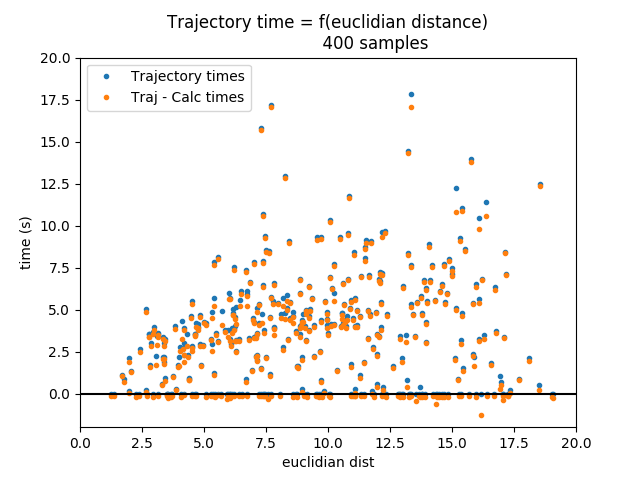 Trajectory time = f(euclidian distance)
400 samples
Trajectory times
Traj - Calc times
time (s)
20.0
17.5
15.0
12.5
10.0
7.5
5.0
2.5
0.0
0.0 2.5 5.0 7.5 10.0 12.5 15.0 17.5 20.0
euclidian dist